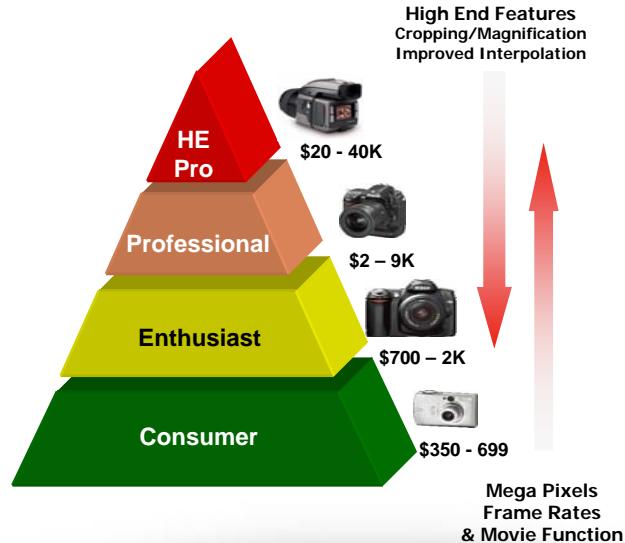 High End Features
Cropping/Magnification
Improved Interpolation
HE
Pro
$20 - 40K
Professional
$2 – 9K
Enthusiast
$700 – 2K
Consumer
$350 - 699
Mega Pixels
Frame Rates
& Movie Function